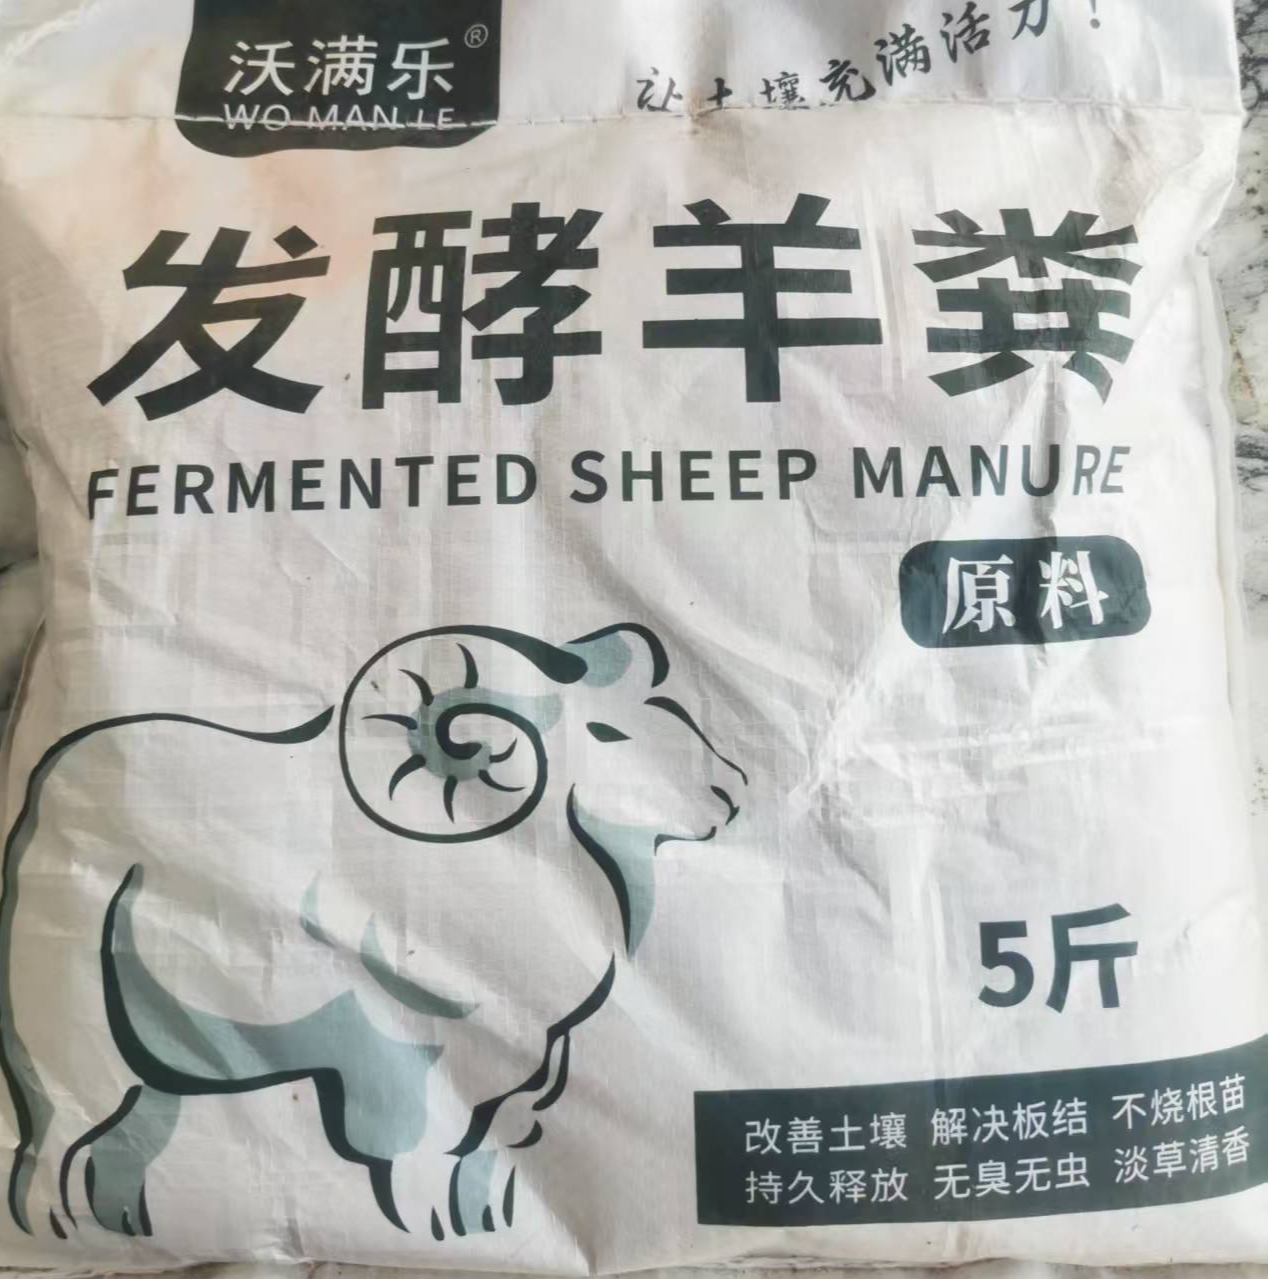 沃满乐®
WO MAN LE
让土壤充满活力!
发酵羊粪
FERMENTED SHEEP MANURE
原料
5斤
改善土壤 解决板结 不烧根苗
持久释放 无臭无虫 淡草清香